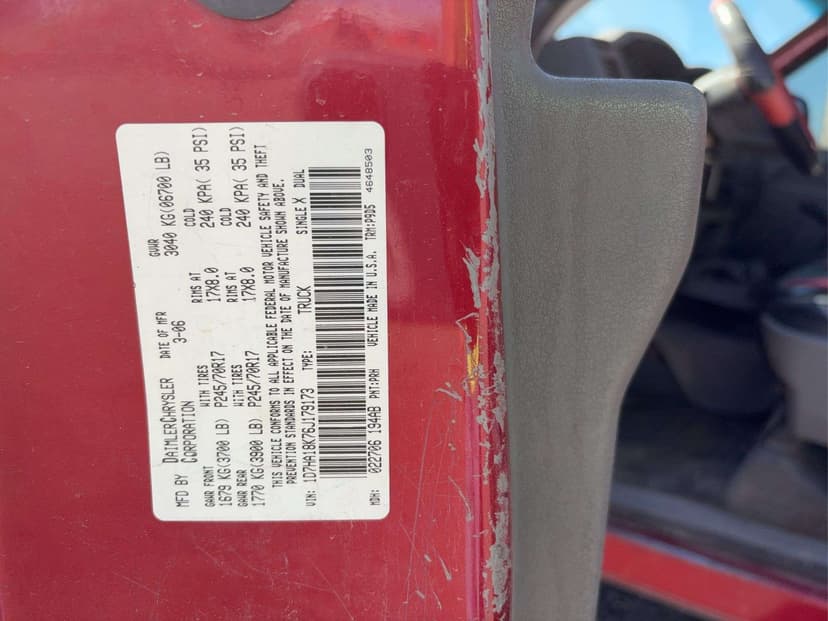 MFD BY DAIMLERCHRYSLER CORPORATION DATE OF MFR 3-06 GVWR 3040 KG(06700 LB)
GAWR FRONT WITH TIRES RIMS AT COLD
1679 KG(3700 LB) P245/70R17 17X8.0 240 KPA( 35 PSI)
GAWR REAR WITH TIRES RIMS AT COLD
1770 KG(3900 LB) P245/70R17 17X8.0 240 KPA( 35 PSI)
THIS VEHICLE CONFORMS TO ALL APPLICABLE FEDERAL MOTOR VEHICLE SAFETY AND THEFT
PREVENTION STANDARDS IN EFFECT ON THE DATE OF MANUFACTURE SHOWN ABOVE.
VIN: 1D7HA18K76J179173 TYPE: TRUCK SINGLE X DUAL
MDH: 022706 194AB PNT:PRH VEHICLE MADE IN U.S.A. TRM:P9D5 4648503